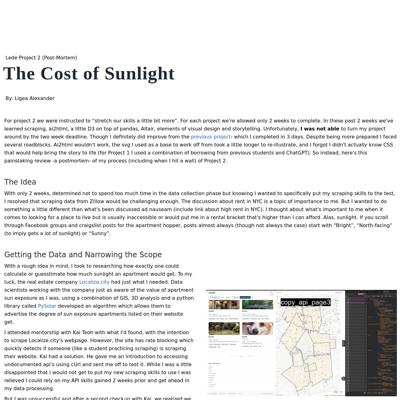 Lede Project 2 (Post-Mortem)
The Cost of Sunlight
By: Ligea Alexander
For project 2 we were instructed to "stretch our skills a little bit more". For each project we're allowed only 2 weeks to complete. In these past 2 weeks we've
learned scraping, ai2html, a little D3 on top of pandas, Altair, elements of visual design and storytelling. Unfortunately, I was not able to turn my project
around by the two week deadline. Though I definitely did improve from the previous project- which I completed in 3 days. Despite being more prepared I faced
several roadblocks. Ai2html wouldn't work, the svg I used as a base to work off from took a little longer to re-illustrate, and I forgot I didn't actually know CSS
that would help bring the story to life (for Project 1 I used a combination of borrowing from previous students and ChatGPT). So instead, here's this
painstaking review -a postmortem- of my process (including when I hit a wall) of Project 2.
The Idea
With only 2 weeks, determined not to spend too much time in the data collection phase but knowing I wanted to specifically put my scraping skills to the test,
I resolved that scraping data from Zillow would be challenging enough. The discussion about rent in NYC is a topic of importance to me. But I wanted to do
something a little different than what's been discussed ad nauseam (include link about high rent in NYC). I thought about what's important to me when it
comes to looking for a place to live but is usually inaccessible or would put me in a rental bracket that's higher than I can afford. Alas, sunlight. If you scroll
through Facebook groups and craigslist posts for the apartment hopper, posts almost always (though not always the case) start with "Bright", "North-facing"
(to imply gets a lot of sunlight) or "Sunny".
Getting the Data and Narrowing the Scope
With a rough idea in mind, I took to researching how exactly one could
calculate or guesstimate how much sunlight an apartment would get. To my
luck, the real estate company Localize.city had just what I needed. Data
scientists working with the company just as aware of the value of apartment
sun exposure as I was, using a combination of GIS, 3D analysis and a python
library called PySolar developed an algorithm which allows them to
advertise the degree of sun exposure apartments listed on their website
get.
I attended mentorship with Kai Teoh with what I'd found, with the intention
to scrape Localize.city's webpage. However, the site has rate blocking which
quickly detects if someone (like a student practicing scraping) is scraping
their website. Kai had a solution. He gave me an introduction to accessing
undocumented api's using cUrl and sent me off to test it. While I was a little
disappointed that I would not get to put my new scraping skills to use I was
relieved I could rely on my API skills gained 2 weeks prior and get ahead in
my data processing.
But I was unsuccessful and after a second check-in with Kai, we realized we
copy_api_page3